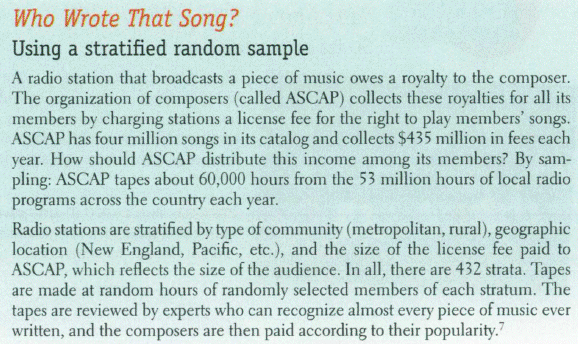 Who Wrote That Song?
Using a stratified random sample
A radio station that broadcasts a piece of music owes a royalty to the composer.
The organization of composers (called ASCAP) collects these royalties for all its
members by charging stations a license fee for the right to play members' songs.
ASCAP has four million songs in its catalog and collects $435 million in fees each
year. How should ASCAP distribute this income among its members? By sam-
pling: ASCAP tapes about 60,000 hours from the 53 million hours of local radio
programs across the country each year.
Radio stations are stratified by type of community (metropolitan, rural), geographic
location (New England, Pacific, etc.), and the size of the license fee paid to
ASCAP, which reflects the size of the audience. In all, there are 432 strata. Tapes
are made at random hours of randomly selected members of each stratum. The
tapes are reviewed by experts who can recognize almost every piece of music ever
written, and the composers are then paid according to their popularity.7